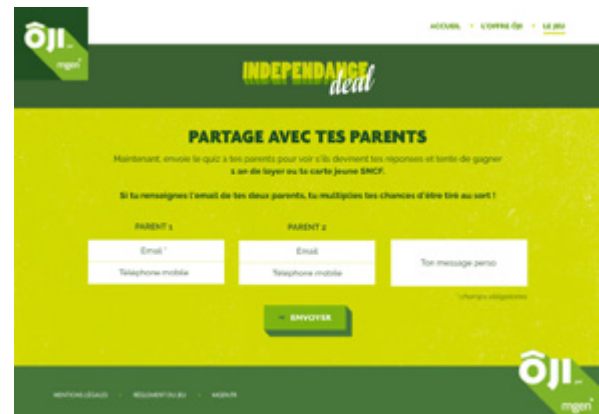 ÔJI
mgen
ACCUEIL • L'OFFRE ÔJI • LE JEU
INDEPENDANCE
deal
PARTAGE AVEC TES PARENTS
Maintenant, envoie le quiz à tes parents pour voir s'ils devinent tes réponses et tente de gagner
1 an de loyer ou ta carte jeune SNCF.
Si tu renseignes l'email de tes deux parents, tu multiplies tes chances d'être tiré au sort !
PARENT 1
PARENT 2
Email *
Email
Ton message perso
Téléphone mobile
Téléphone mobile
* champs obligatoires
→ ENVOYER
MENTIONS LÉGALES • RÈGLEMENT DU JEU • MGEN.FR
ÔJI
mgen